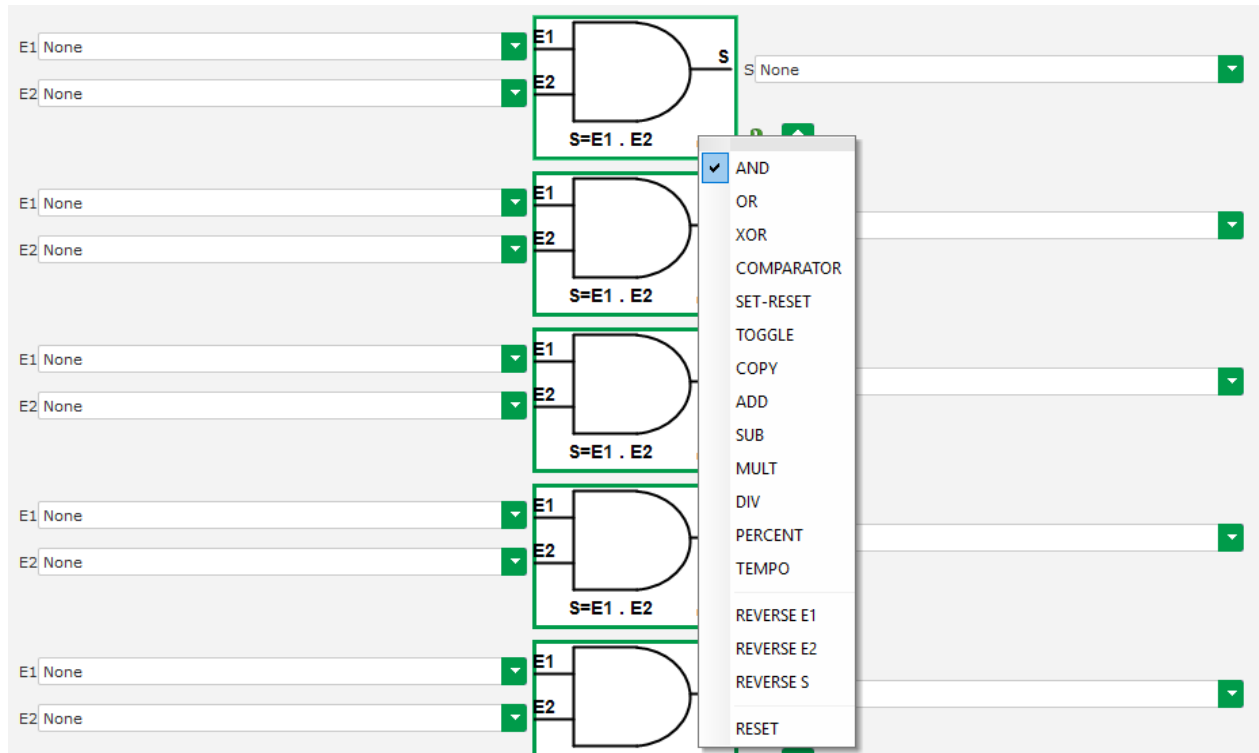 E1 None
E1
S
S None
E2 None
E2
S=E1 . E2
AND
E1 None
E1
OR
XOR
E2 None
E2
COMPARATOR
S=E1 . E2
SET-RESET
TOGGLE
E1 None
E1
COPY
E2 None
E2
ADD
SUB
S=E1 . E2
MULT
DIV
E1 None
E1
PERCENT
E2 None
E2
TEMPO
S=E1 . E2
REVERSE E1
REVERSE E2
E1 None
E1
REVERSE S
E2 None
E2
RESET